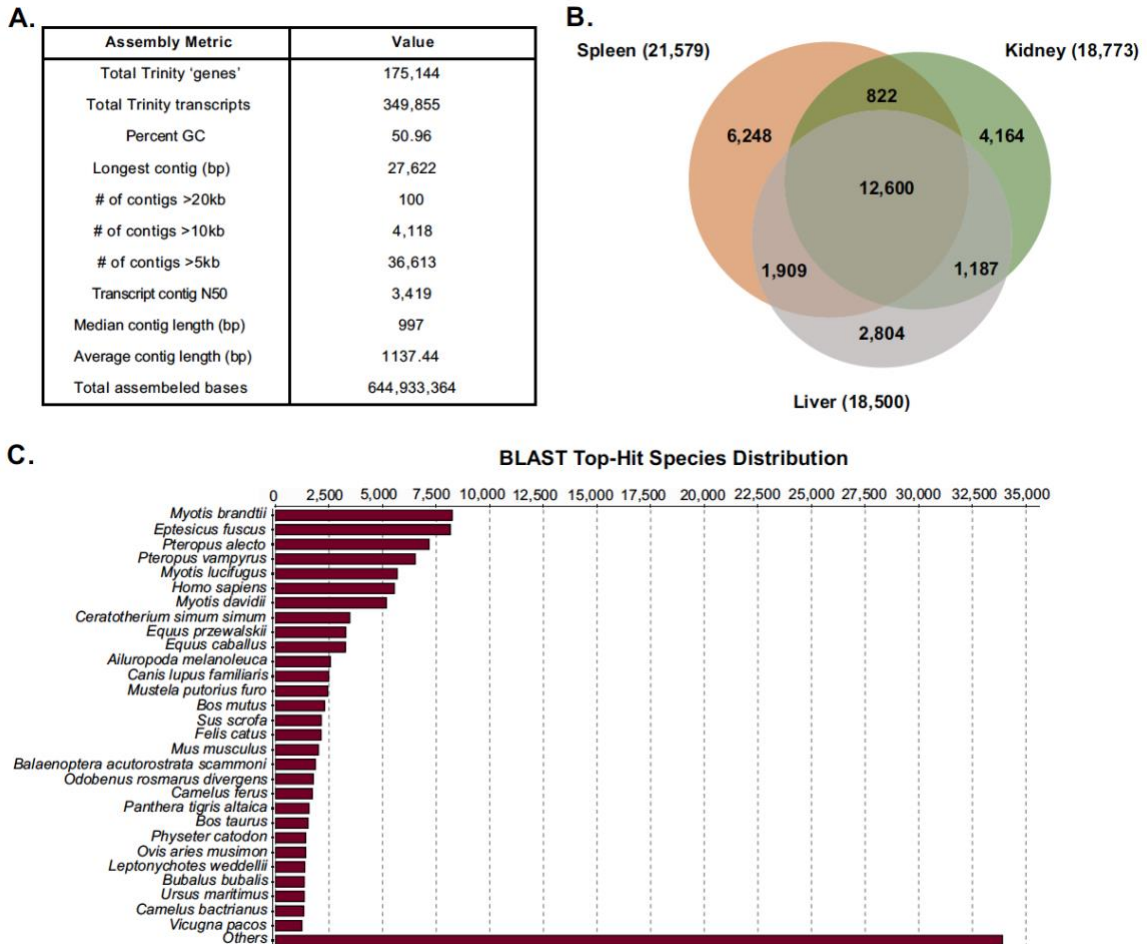 A.
Assembly Metric Value
Total Trinity ‘genes’ 175,144
Total Trinity transcripts 349,855
Percent GC 50.96
Longest contig (bp) 27,622
# of contigs >20kb 100
# of contigs >10kb 4,118
# of contigs >5kb 36,613
Transcript contig N50 3,419
Median contig length (bp) 997
Average contig length (bp) 1137.44
Total assembeled bases 644,933,364
B.
Spleen (21,579) Kidney (18,773)
822
6,248 4,164
12,600
1,909 1,187
2,804
Liver (18,500)
C.
BLAST Top-Hit Species Distribution
0 2,500 5,000 7,500 10,000 12,500 15,000 17,500 20,000 22,500 25,000 27,500 30,000 32,500 35,000
Myotis brandtii
Eptesicus fuscus
Pteropus alecto
Pteropus vampyrus
Myotis lucifugus
Homo sapiens
Myotis davidii
Ceratotherium simum simum
Equus przewalskii
Equus caballus
Ailuropoda melanoleuca
Canis lupus familiaris
Mustela putorius furo
Bos mutus
Sus scrofa
Felis catus
Mus musculus
Balaenoptera acutorostrata scammoni
Odobenus rosmarus divergens
Camelus ferus
Panthera tigris altaica
Bos taurus
Physeter catodon
Ovis aries musimon
Leptonychotes weddellii
Bubalus bubalis
Ursus maritimus
Camelus bactrianus
Vicugna pacos
Others